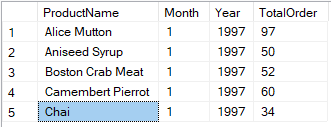 ProductName Month Year TotalOrder
1 Alice Mutton 1 1997 97
2 Aniseed Syrup 1 1997 50
3 Boston Crab Meat 1 1997 52
4 Camembert Pierrot 1 1997 60
5 Chai 1 1997 34